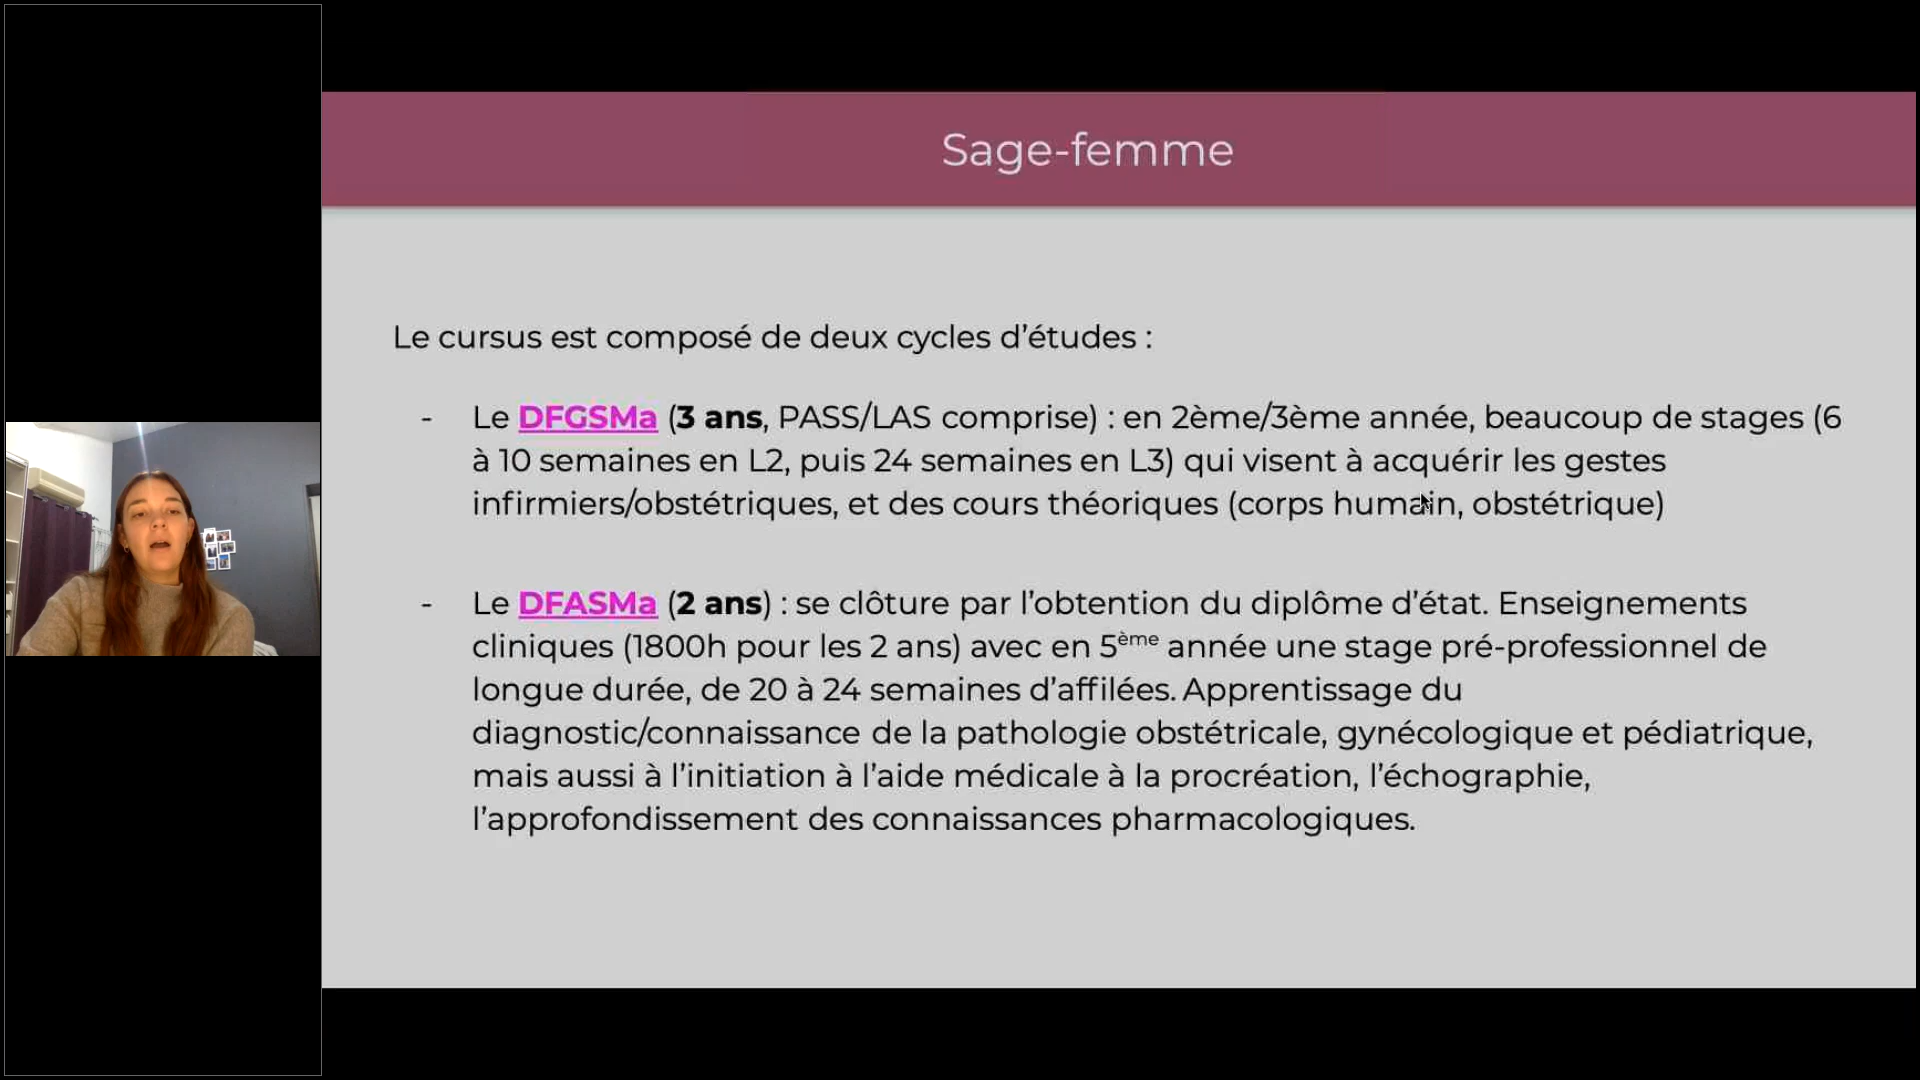 Sage-femme
Le cursus est composé de deux cycles d’études :
- Le DFGSMa (3 ans, PASS/LAS comprise) : en 2ème/3ème année, beaucoup de stages (6
à 10 semaines en L2, puis 24 semaines en L3) qui visent à acquérir les gestes
infirmiers/obstétriques, et des cours théoriques (corps humain, obstétrique)
- Le DFASMa (2 ans) : se clôture par l’obtention du diplôme d’état. Enseignements
cliniques (1800h pour les 2 ans) avec en 5ème année une stage pré-professionnel de
longue durée, de 20 à 24 semaines d’affilées. Apprentissage du
diagnostic/connaissance de la pathologie obstétricale, gynécologique et pédiatrique,
mais aussi à l’initiation à l’aide médicale à la procréation, l’échographie,
l’approfondissement des connaissances pharmacologiques.